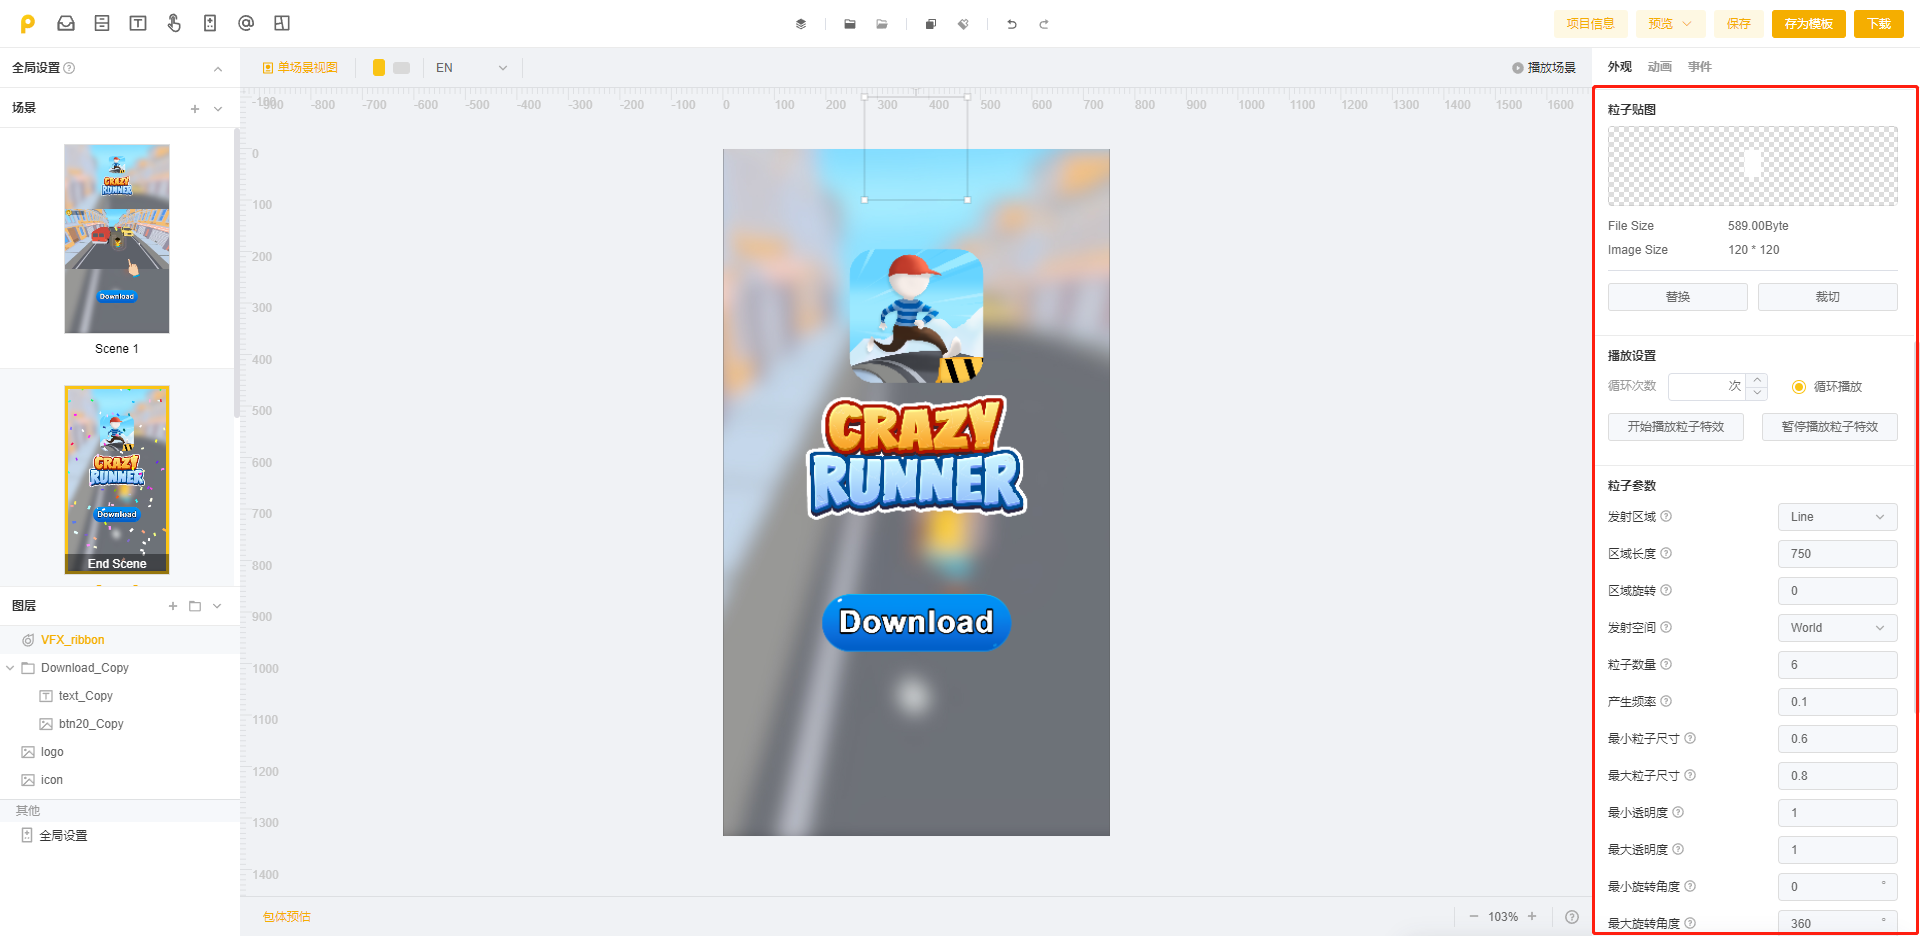 项目信息
预览
保存
存为模板
下载
全局设置
单场景视图
EN
播放场景
外观 动画 事件
场景
-800 -700 -600 -500 -400 -300 -200 -100 0 100 200 300 400 500 600 700 800 900 1000 1100 1200 1300 1400 1500 1600
0
100
200
300
400
500
600
700
800
900
1000
1100
1200
1300
1400
CRAZY
RUNNER
Download
Scene 1
CRAZY
RUNNER
Download
End Scene
图层
VFX_ribbon
Download_Copy
text_Copy
btn20_Copy
logo
icon
其他
全局设置
CRAZY
RUNNER
Download
包体预估
103%
粒子贴图
File Size 589.00Byte
Image Size 120 * 120
替换 裁切
播放设置
循环次数 次 循环播放
开始播放粒子特效 暂停播放粒子特效
粒子参数
发射区域 Line
区域长度 750
区域旋转 0
发射空间 World
粒子数量 6
产生频率 0.1
最小粒子尺寸 0.6
最大粒子尺寸 0.8
最小透明度 1
最大透明度 1
最小旋转角度 0 °
最大旋转角度 360 °